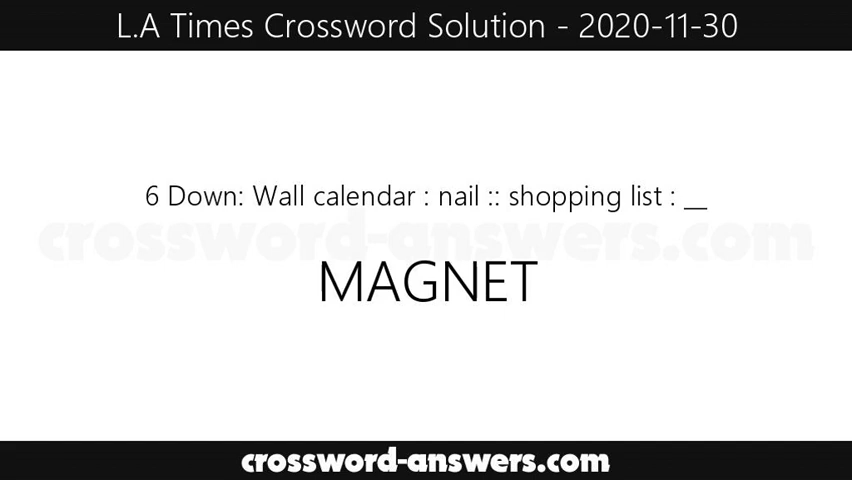 L.A Times Crossword Solution - 2020-11-30
6 Down: Wall calendar : nail :: shopping list : __
crossword-answers.com
MAGNET
crossword-answers.com